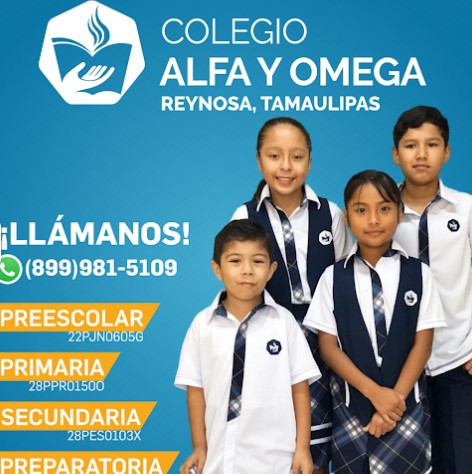 COLEGIO
ALFA Y OMEGA
REYNOSA, TAMAULIPAS
¡LLÁMANOS!
(899)981-5109
PREESCOLAR
22PJN0605G
PRIMARIA
28PPR0150O
SECUNDARIA
28PES0103X
PREPARATORIA